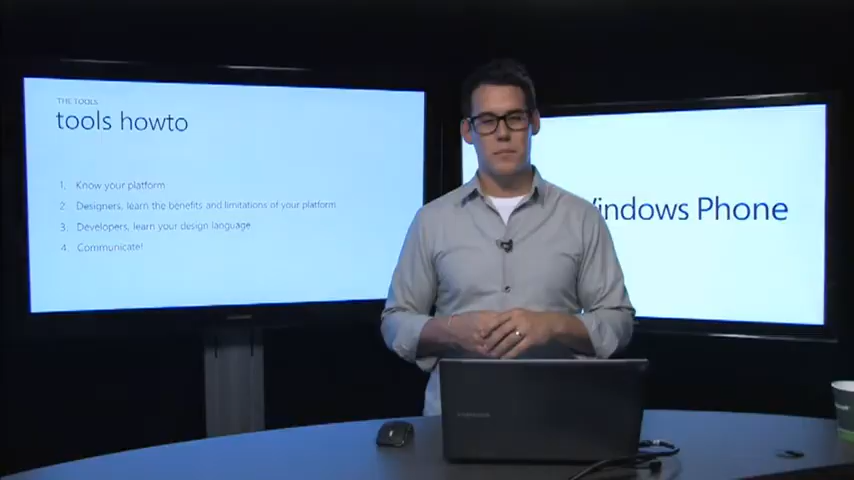 THE TOOLS
tools howto
1. Know your platform
2. Designers, learn the benefits and limitations of your platform
3. Developers, learn your design language
4. Communicate!
Windows Phone